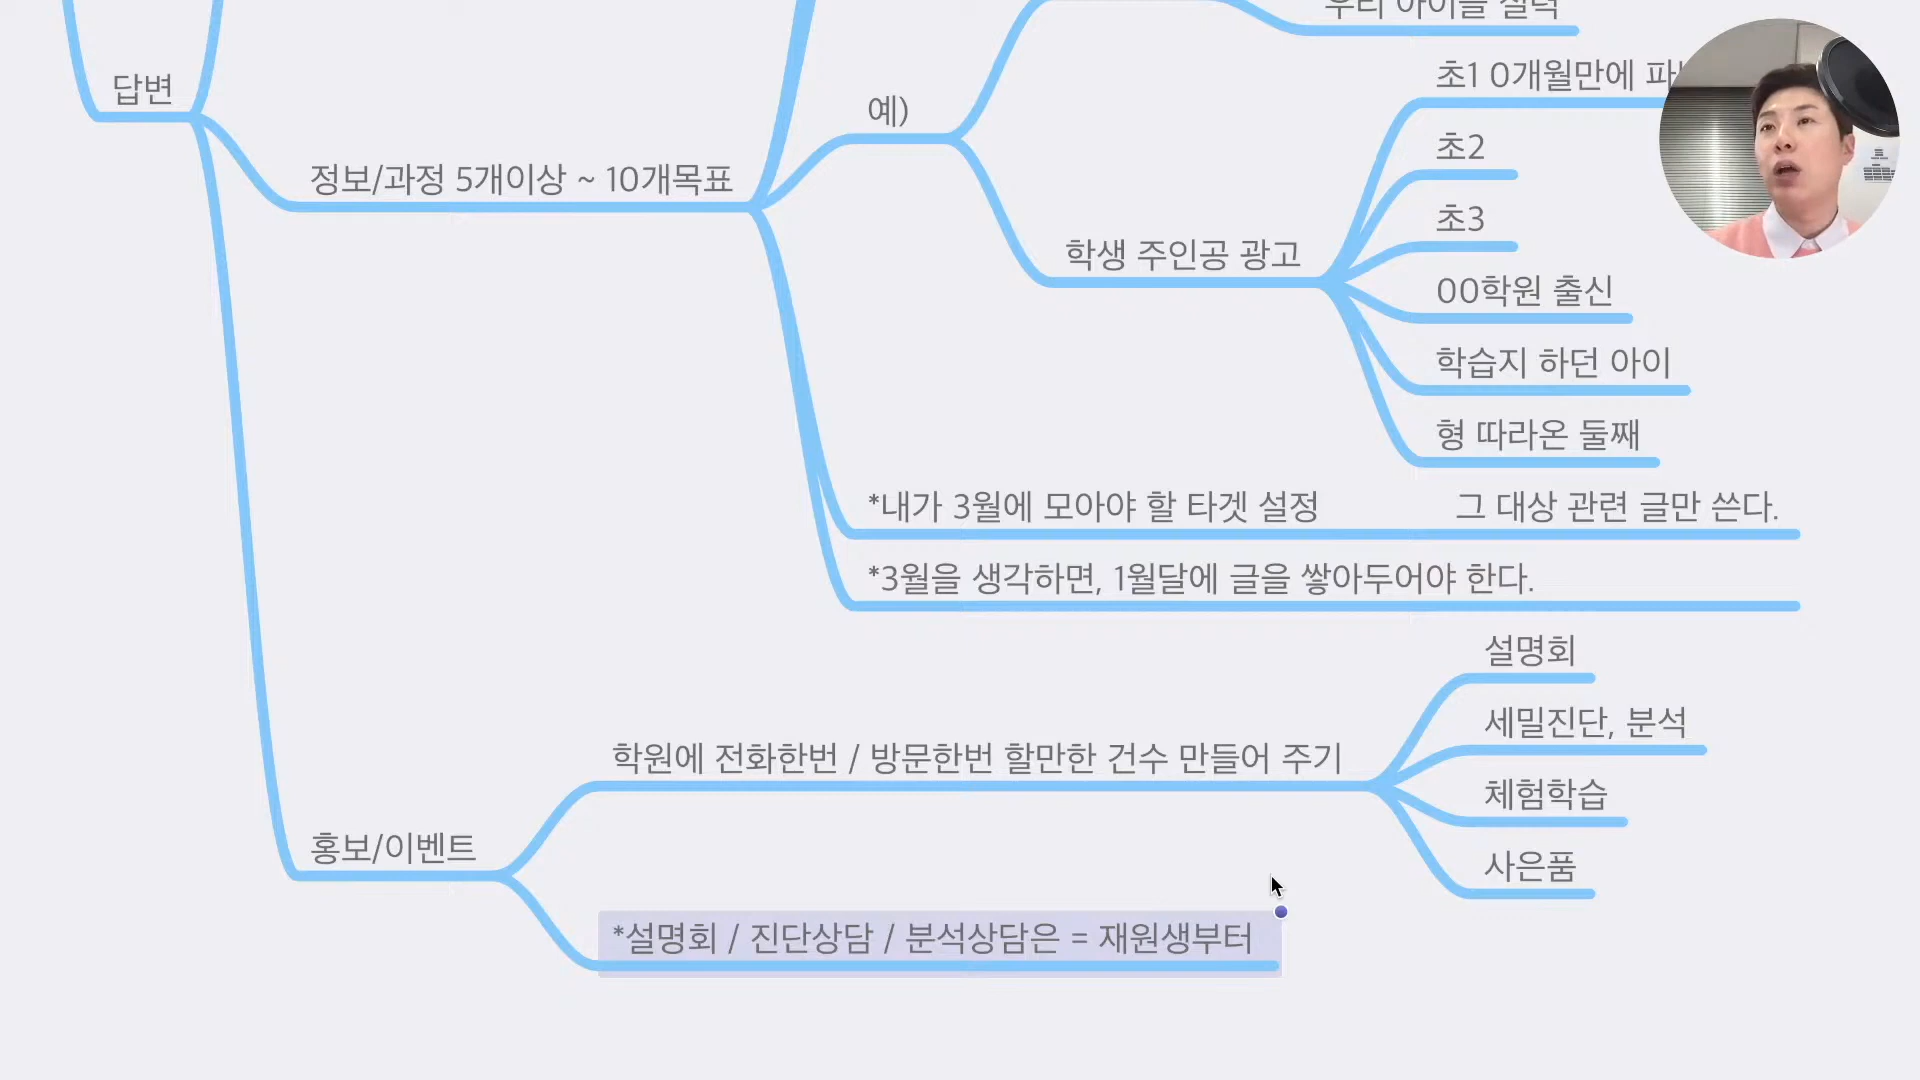 우리 아이들 실력
답변
초1 0개월만에
예)
초2
정보/과정 5개이상 ~ 10개목표
초3
학생 주인공 광고
00학원 출신
학습지 하던 아이
형 따라온 둘째
*내가 3월에 모아야 할 타겟 설정 그 대상 관련 글만 쓴다.
*3월을 생각하면, 1월달에 글을 쌓아두어야 한다.
설명회
세밀진단, 분석
학원에 전화한번 / 방문한번 할만한 건수 만들어 주기
체험학습
홍보/이벤트
사은품
*설명회 / 진단상담 / 분석상담은 = 재원생부터